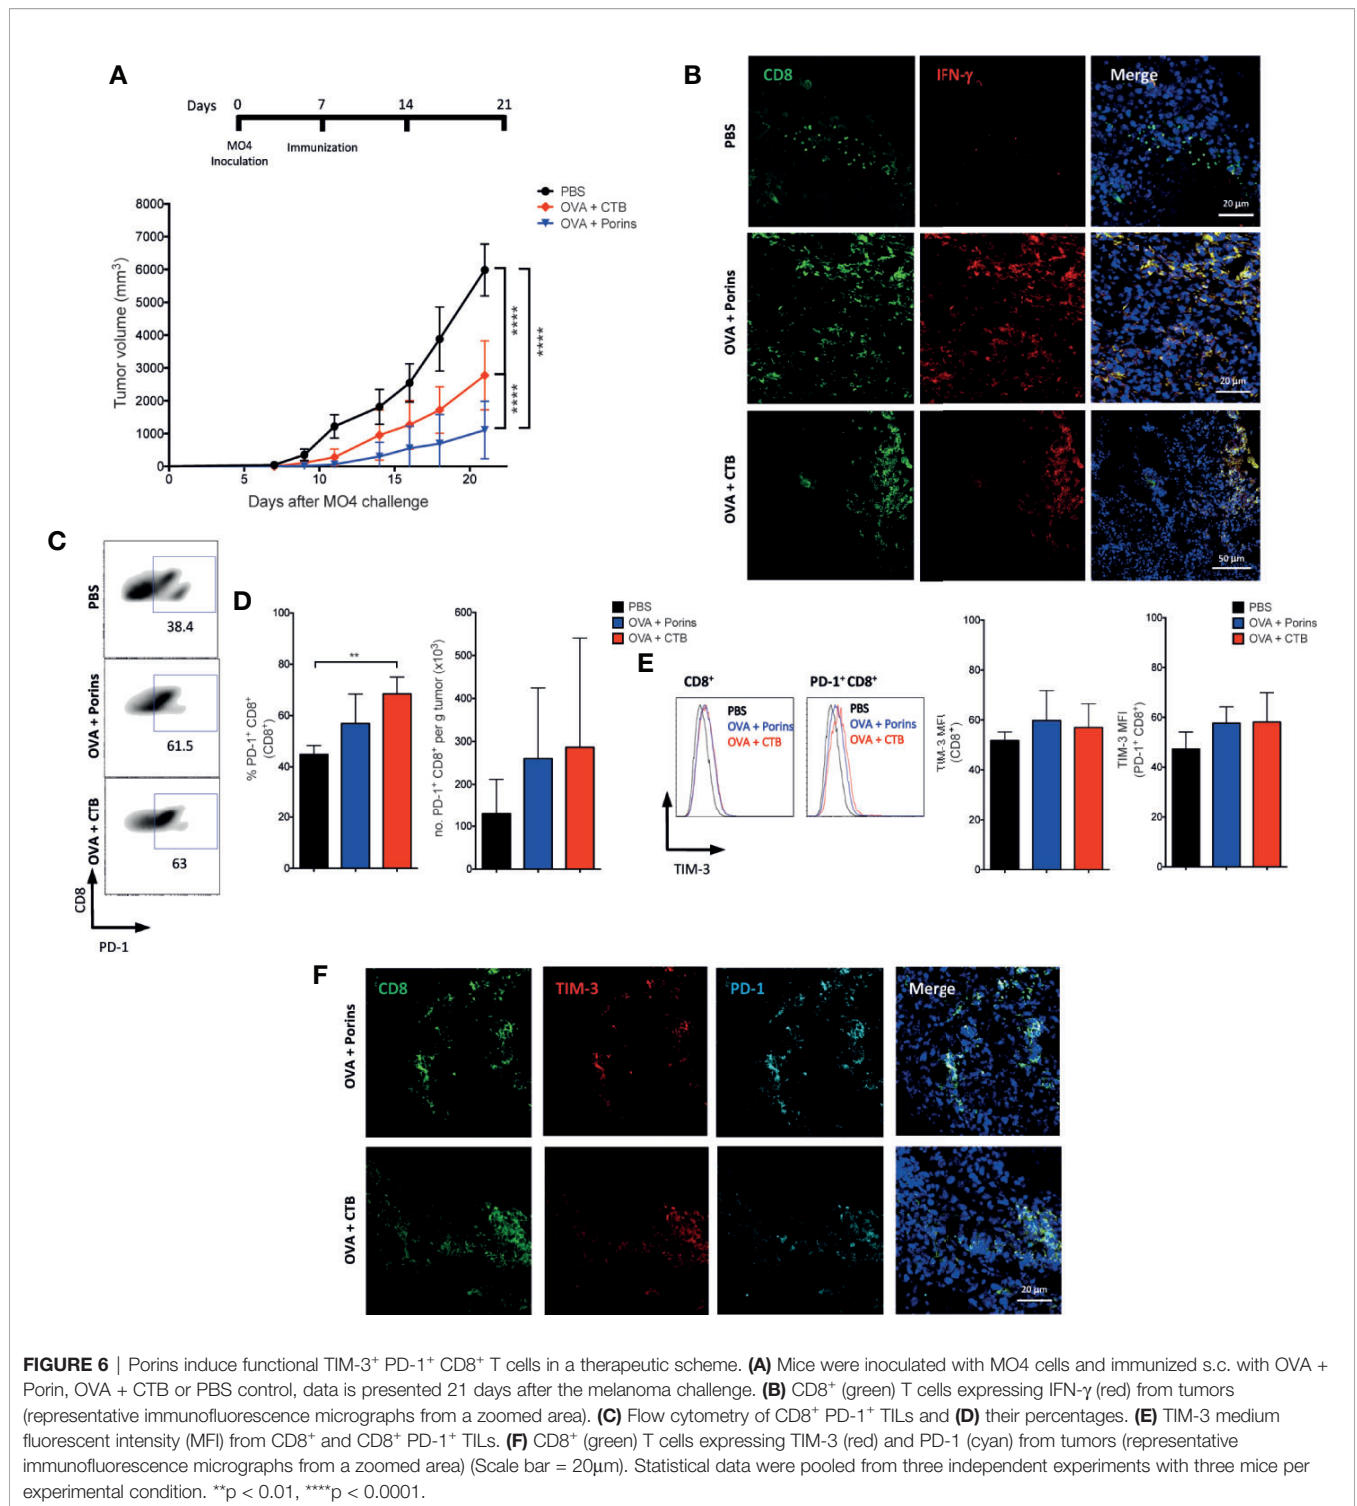 A
Days 0 7 14 21
MO4
Inoculation
Immunization
PBS
OVA + CTB
OVA + Porins
8000
7000
6000
5000
4000
3000
2000
1000
0
Tumor volume (mm³)
**** **** ****
0 5 10 15 20
Days after MO4 challenge
B
CD8 IFN-γ Merge
PBS
20 μm
OVA + Porins
20 μm
OVA + CTB
50 μm
C
PBS
38.4
OVA + Porins
61.5
OVA + CTB
63
CD8
PD-1
D
100
80
60
40
20
0
% PD-1⁺ CD8⁺
(CD8⁺)
**
600
500
400
300
200
100
0
no. PD-1⁺ CD8⁺ per g tumor (x10³)
PBS
OVA + Porins
OVA + CTB
E
CD8⁺
PBS
OVA + Porins
OVA + CTB
PD-1⁺ CD8⁺
PBS
OVA + Porins
OVA + CTB
TIM-3
100
80
60
40
20
0
TIM-3 MFI
(CD8⁺)
100
80
60
40
20
0
TIM-3 MFI
(PD-1⁺ CD8⁺)
PBS
OVA + Porins
OVA + CTB
F
CD8 TIM-3 PD-1 Merge
OVA + Porins
OVA + CTB
20 μm
FIGURE 6 | Porins induce functional TIM-3⁺ PD-1⁺ CD8⁺ T cells in a therapeutic scheme. (A) Mice were inoculated with MO4 cells and immunized s.c. with OVA +
Porin, OVA + CTB or PBS control, data is presented 21 days after the melanoma challenge. (B) CD8⁺ (green) T cells expressing IFN-γ (red) from tumors
(representative immunofluorescence micrographs from a zoomed area). (C) Flow cytometry of CD8⁺ PD-1⁺ TILs and (D) their percentages. (E) TIM-3 medium
fluorescent intensity (MFI) from CD8⁺ and CD8⁺ PD-1⁺ TILs. (F) CD8⁺ (green) T cells expressing TIM-3 (red) and PD-1 (cyan) from tumors (representative
immunofluorescence micrographs from a zoomed area) (Scale bar = 20μm). Statistical data were pooled from three independent experiments with three mice per
experimental condition. **p < 0.01, ****p < 0.0001.